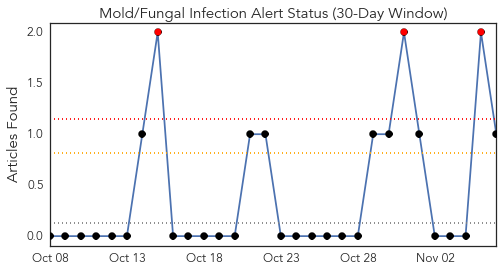 Mold/Fungal Infection Alert Status (30-Day Window)
Articles Found
2.0
1.5
1.0
0.5
0.0
Oct 08 Oct 13 Oct 18 Oct 23 Oct 28 Nov 02